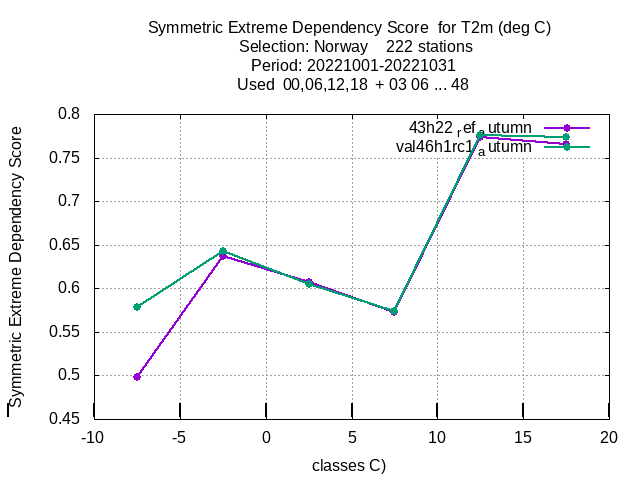 Symmetric Extreme Dependency Score  for T2m (deg C)
Selection: Norway    222 stations
Period: 20221001-20221031
Used  00,06,12,18  + 03 06 ... 48
Symmetric Extreme Dependency Score
0.8
0.75
0.7
0.65
0.6
0.55
0.5
0.45
43h22 ref autumn
val46h1rc1 autumn
-10
-5
0
5
10
15
20
classes C)